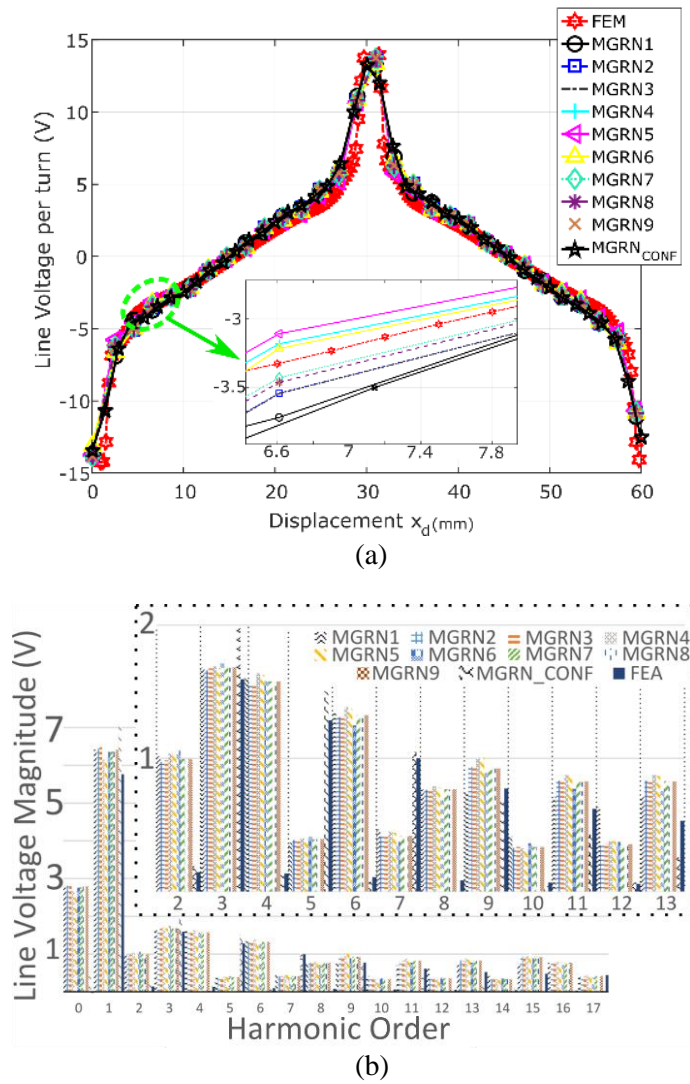 FEM
MGRN1
MGRN2
MGRN3
MGRN4
MGRN5
MGRN6
MGRN7
MGRN8
MGRN9
MGRN CONF
Line Voltage per turn (V)
15
10
5
0
-5
-10
-15
-3
-3.5
6.6 7 7.4 7.8
0 10 20 30 40 50 60
Displacement x_d(mm)
(a)
Line Voltage Magnitude (V)
7
5
3
1
2
1
MGRN1 MGRN2 MGRN3 MGRN4
MGRN5 MGRN6 MGRN7 MGRN8
MGRN9 MGRN_CONF FEA
2 3 4 5 6 7 8 9 10 11 12 13
0 1 2 3 4 5 6 7 8 9 10 11 12 13 14 15 16 17
Harmonic Order
(b)